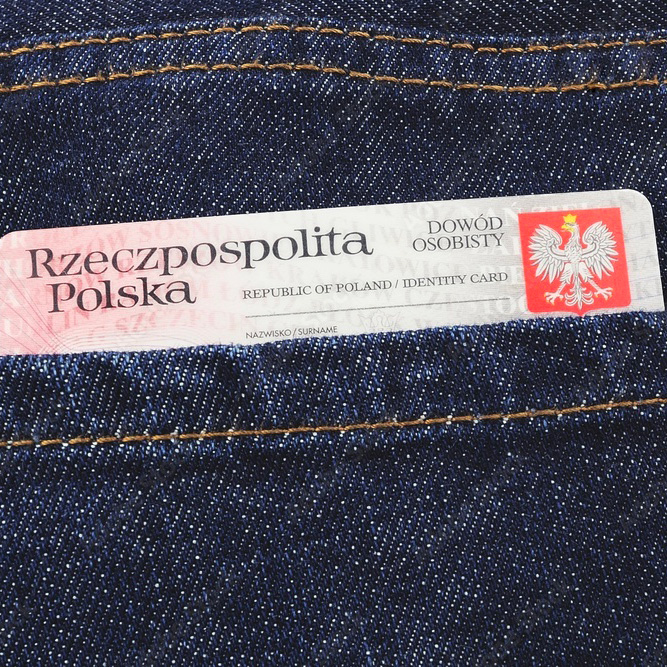 Rzeczpospolita
Polska
DOWÓD
OSOBISTY
REPUBLIC OF POLAND / IDENTITY CARD
NAZWISKO / SURNAME